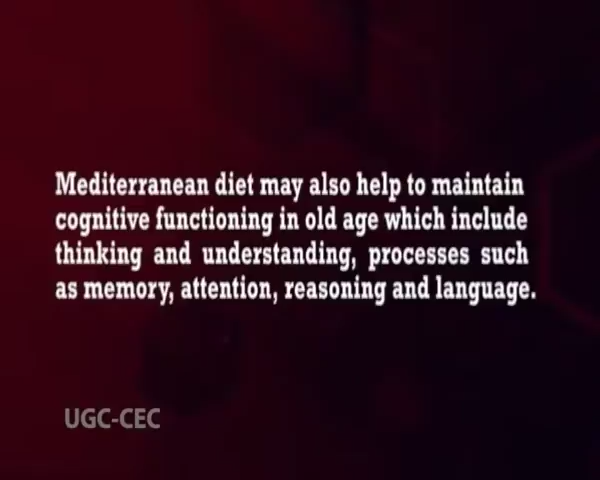 Mediterranean diet may also help to maintain
cognitive functioning in old age which include
thinking and understanding, processes such
as memory, attention, reasoning and language.
UGC-CEC